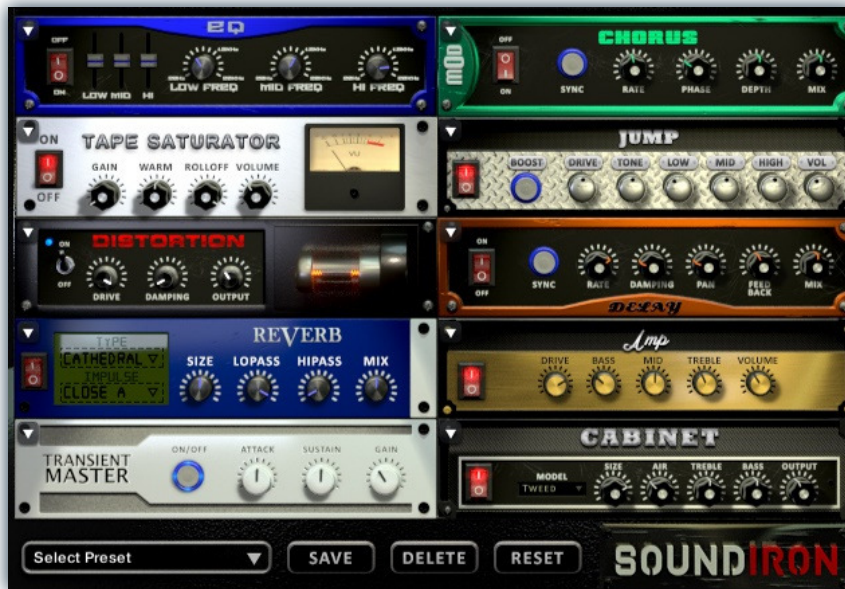 EQ
OFF
ON
LOW MID HI
LOW FREQ
MID FREQ
HI FREQ
MOD
CHORUS
OFF
ON
SYNC RATE PHASE DEPTH MIX
TAPE SATURATOR
ON
OFF
GAIN WARM ROLLOFF VOLUME
VU
JUMP
BOOST DRIVE TONE LOW MID HIGH VOL
DISTORTION
ON
OFF
DRIVE DAMPING OUTPUT
ON
OFF
SYNC RATE DAMPING PAN FEED BACK MIX
DELAY
REVERB
TYPE
CATHEDRAL
IMPULSE
CLOSE A
SIZE LOPASS HIPASS MIX
Amp
DRIVE BASS MID TREBLE VOLUME
TRANSIENT
MASTER
ON/OFF ATTACK SUSTAIN GAIN
CABINET
MODEL
TWEED
SIZE AIR TREBLE BASS OUTPUT
Select Preset
SAVE
DELETE
RESET
SOUNDIRON